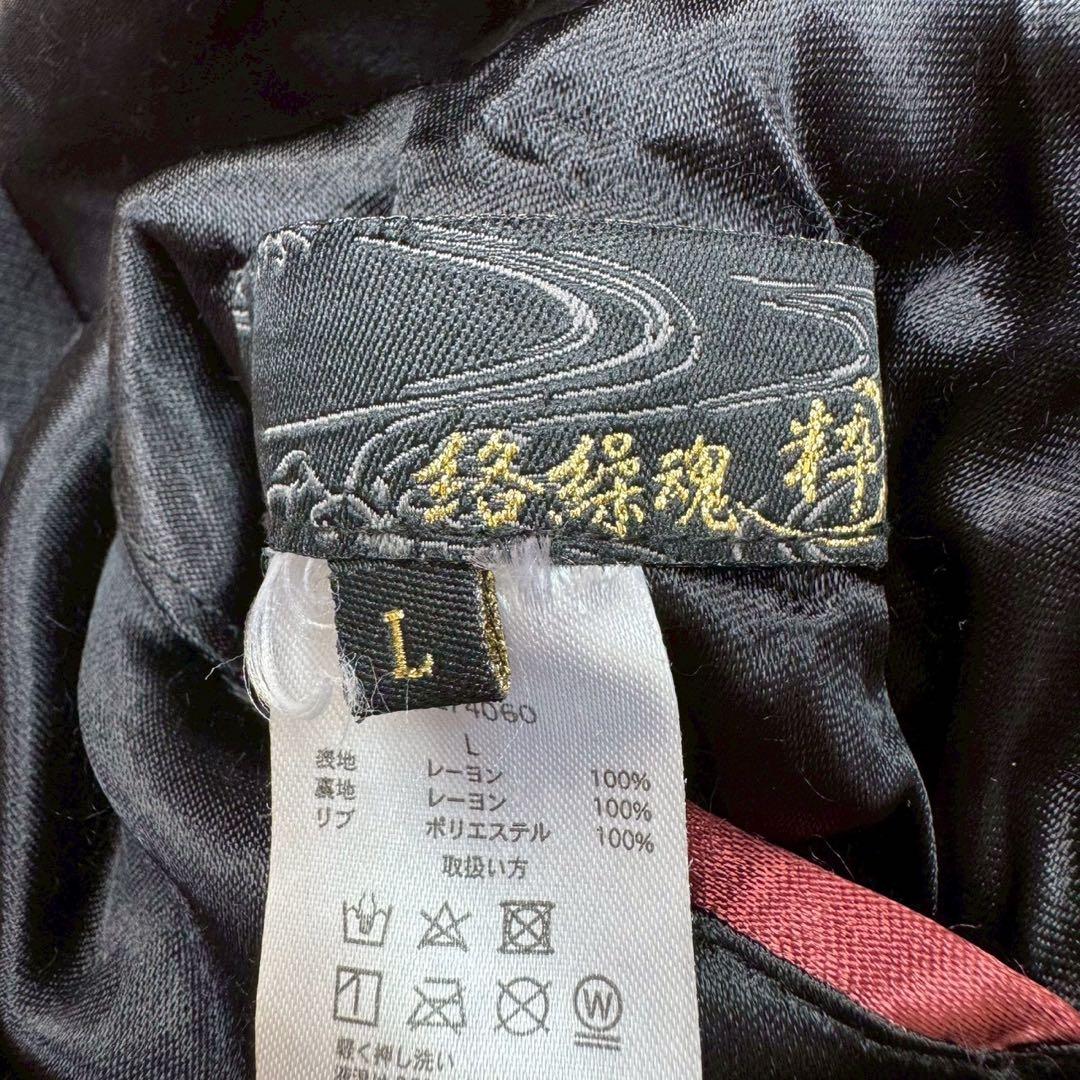 絡繰魂 粋
L
4060
L
表地 レーヨン 100%
裏地 レーヨン 100%
リブ ポリエステル 100%
取扱い方
W
軽く押し洗い